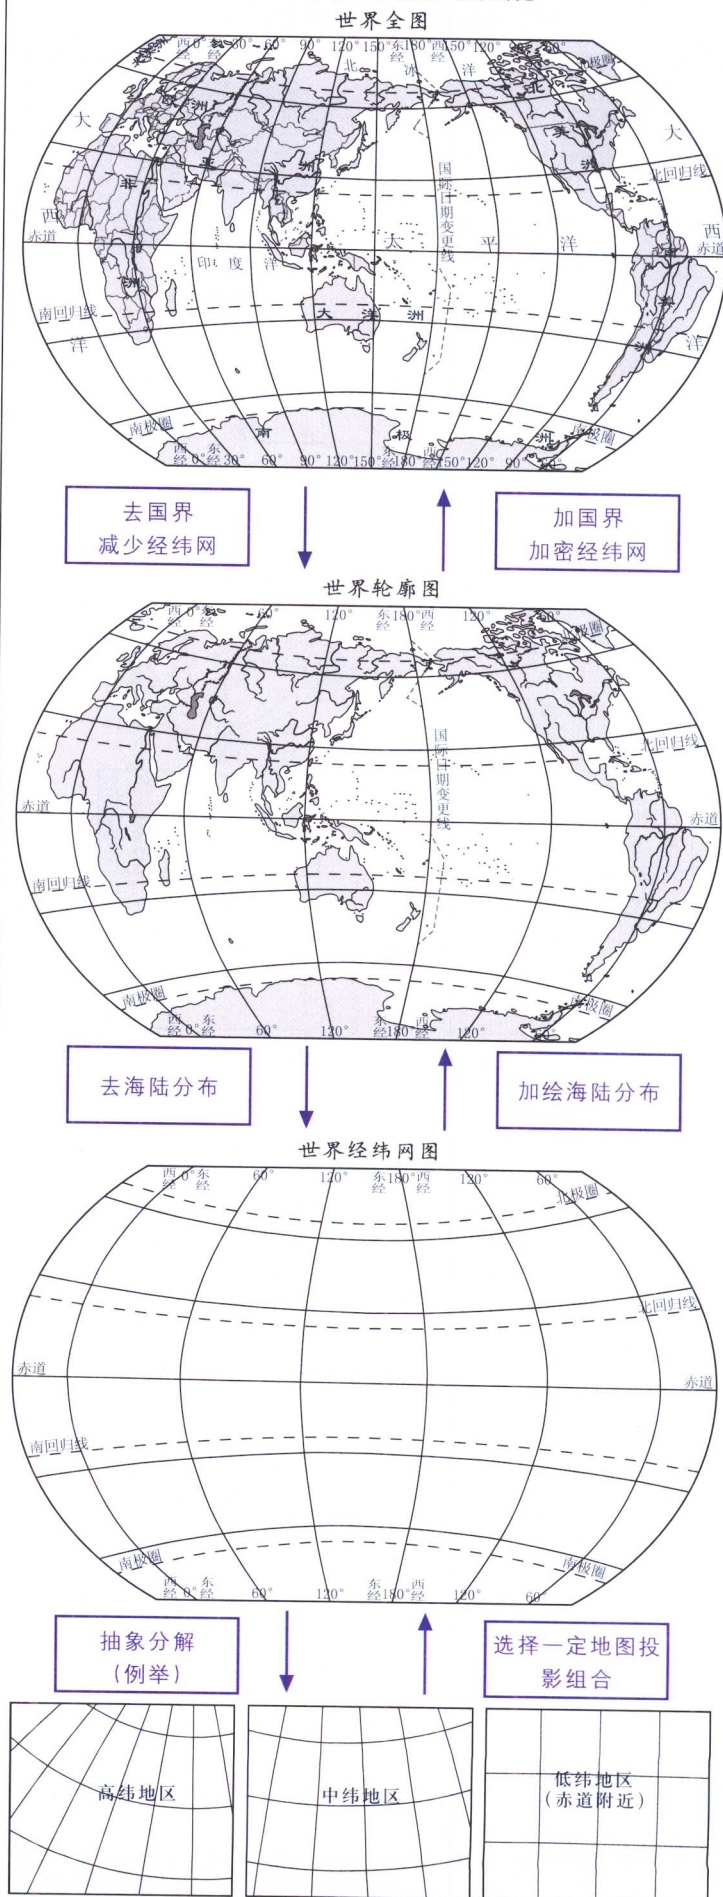 世界全图
西经 0° 东经 30° 60° 90° 120° 150° 东经 180° 西经 150° 120° 90° 60°
北冰洋
北极圈
欧洲
北美洲
大西洋
大西洋
亚洲
非洲
国际日期变更线
北回归线
赤道
太平洋
赤道
印度洋
南美洲
南回归线
大洋洲
南极圈
南极洲
南极圈
西经 0° 东经 30° 60° 90° 120° 150° 东经 180° 西经 150° 120° 90° 60°
去国界
减少经纬网
加国界
加密经纬网
世界轮廓图
西经 0° 东经 60° 120° 东经 180° 西经 120° 60°
北极圈
国际日期变更线
北回归线
赤道
赤道
南回归线
南极圈
南极圈
西经 0° 东经 60° 120° 东经 180° 西经 120° 60°
去海陆分布
加绘海陆分布
世界经纬网图
西经 0° 东经 60° 120° 东经 180° 西经 120° 60°
北极圈
北回归线
赤道
赤道
南回归线
南极圈
南极圈
西经 0° 东经 60° 120° 东经 180° 西经 120° 60°
抽象分解
(例举)
选择一定地图投
影组合
高纬地区
中纬地区
低纬地区
(赤道附近)